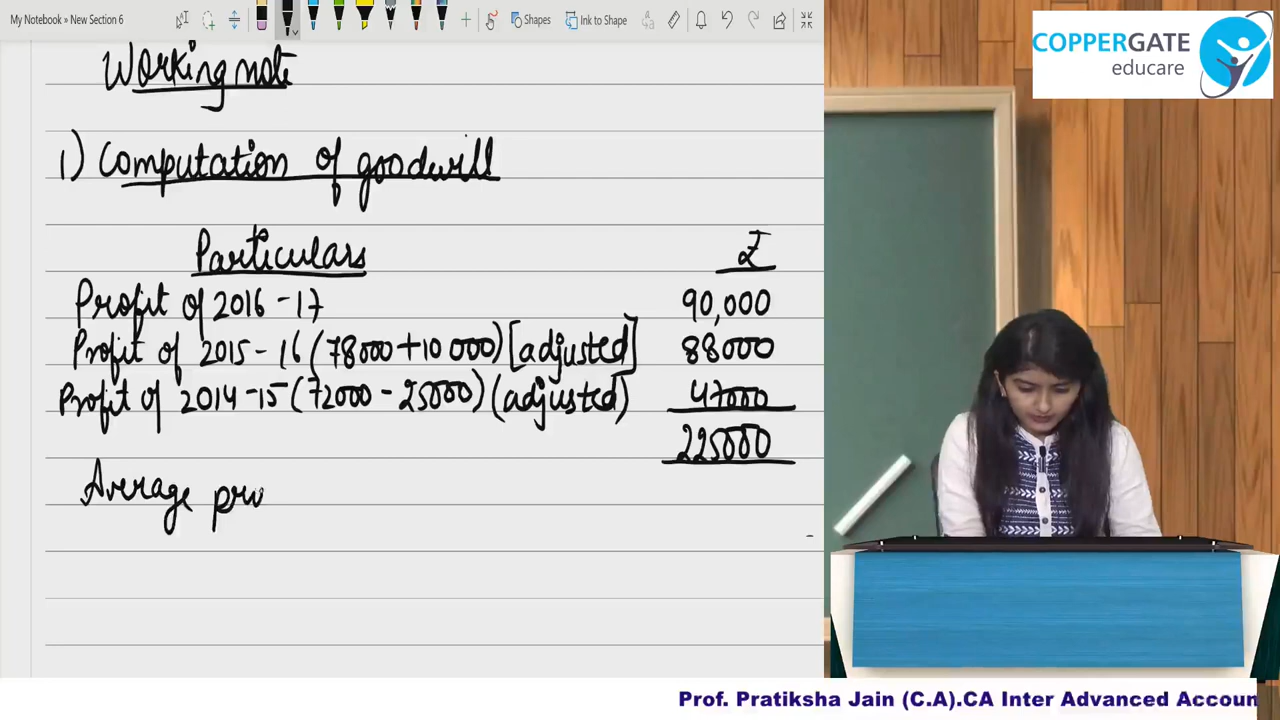 My Notebook » New Section 6
Shapes
Ink to Shape
COPPERGATE
educare
Working note
1) Computation of goodwill
Particulars ₹
Profit of 2016-17 90,000
Profit of 2015-16 (78000+10000) [adjusted] 88000
Profit of 2014-15 (72000-25000) (adjusted) 47000
225000
Average pro
Prof. Pratiksha Jain (C.A).CA Inter Advanced Accoun